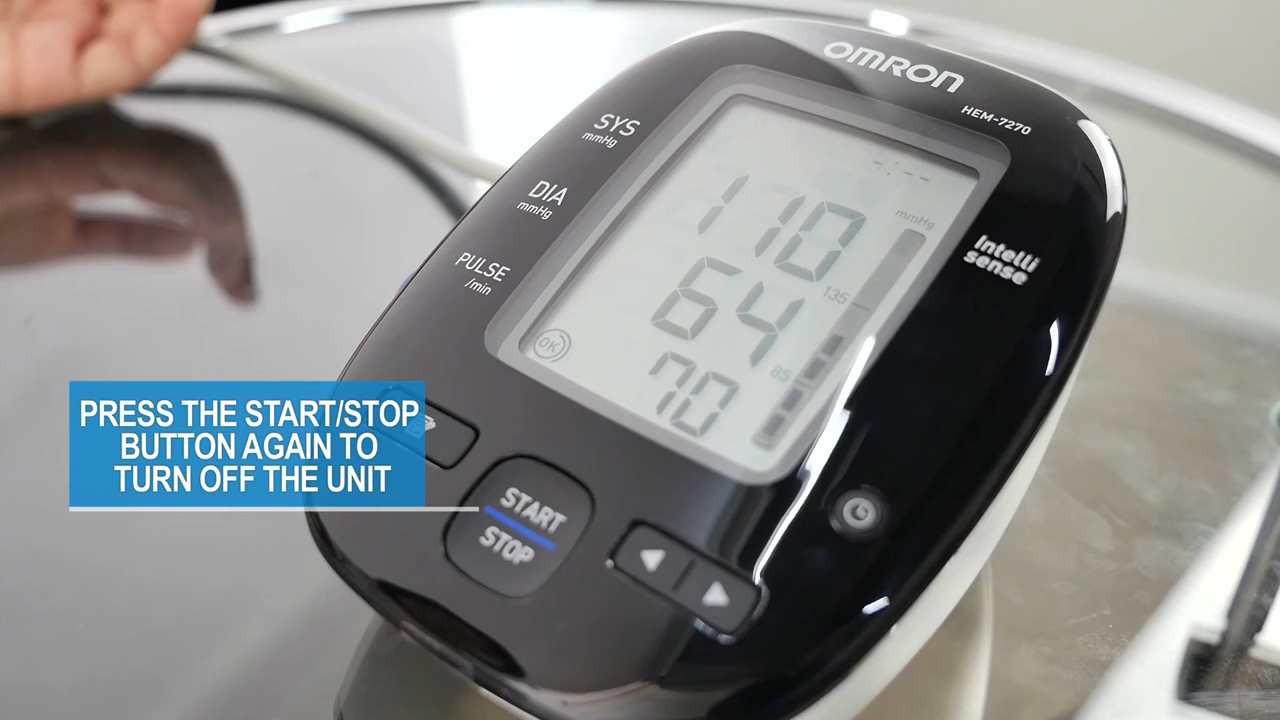 OMRON
HEM-7270
SYS
mmHg
-/-- --
mmHg
118
DIA
mmHg
Intelli
sense
135
64
PULSE
/min
OK
85
70
PRESS THE START/STOP
BUTTON AGAIN TO
TURN OFF THE UNIT
START
STOP